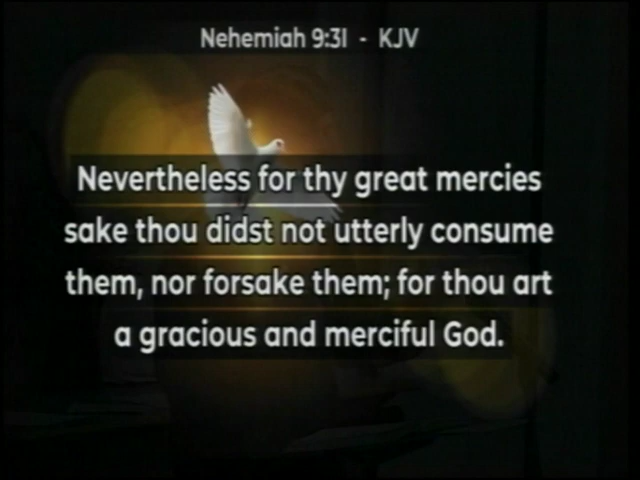 Nehemiah 9:31 - KJV
Nevertheless for thy great mercies
sake thou didst not utterly consume
them, nor forsake them; for thou art
a gracious and merciful God.